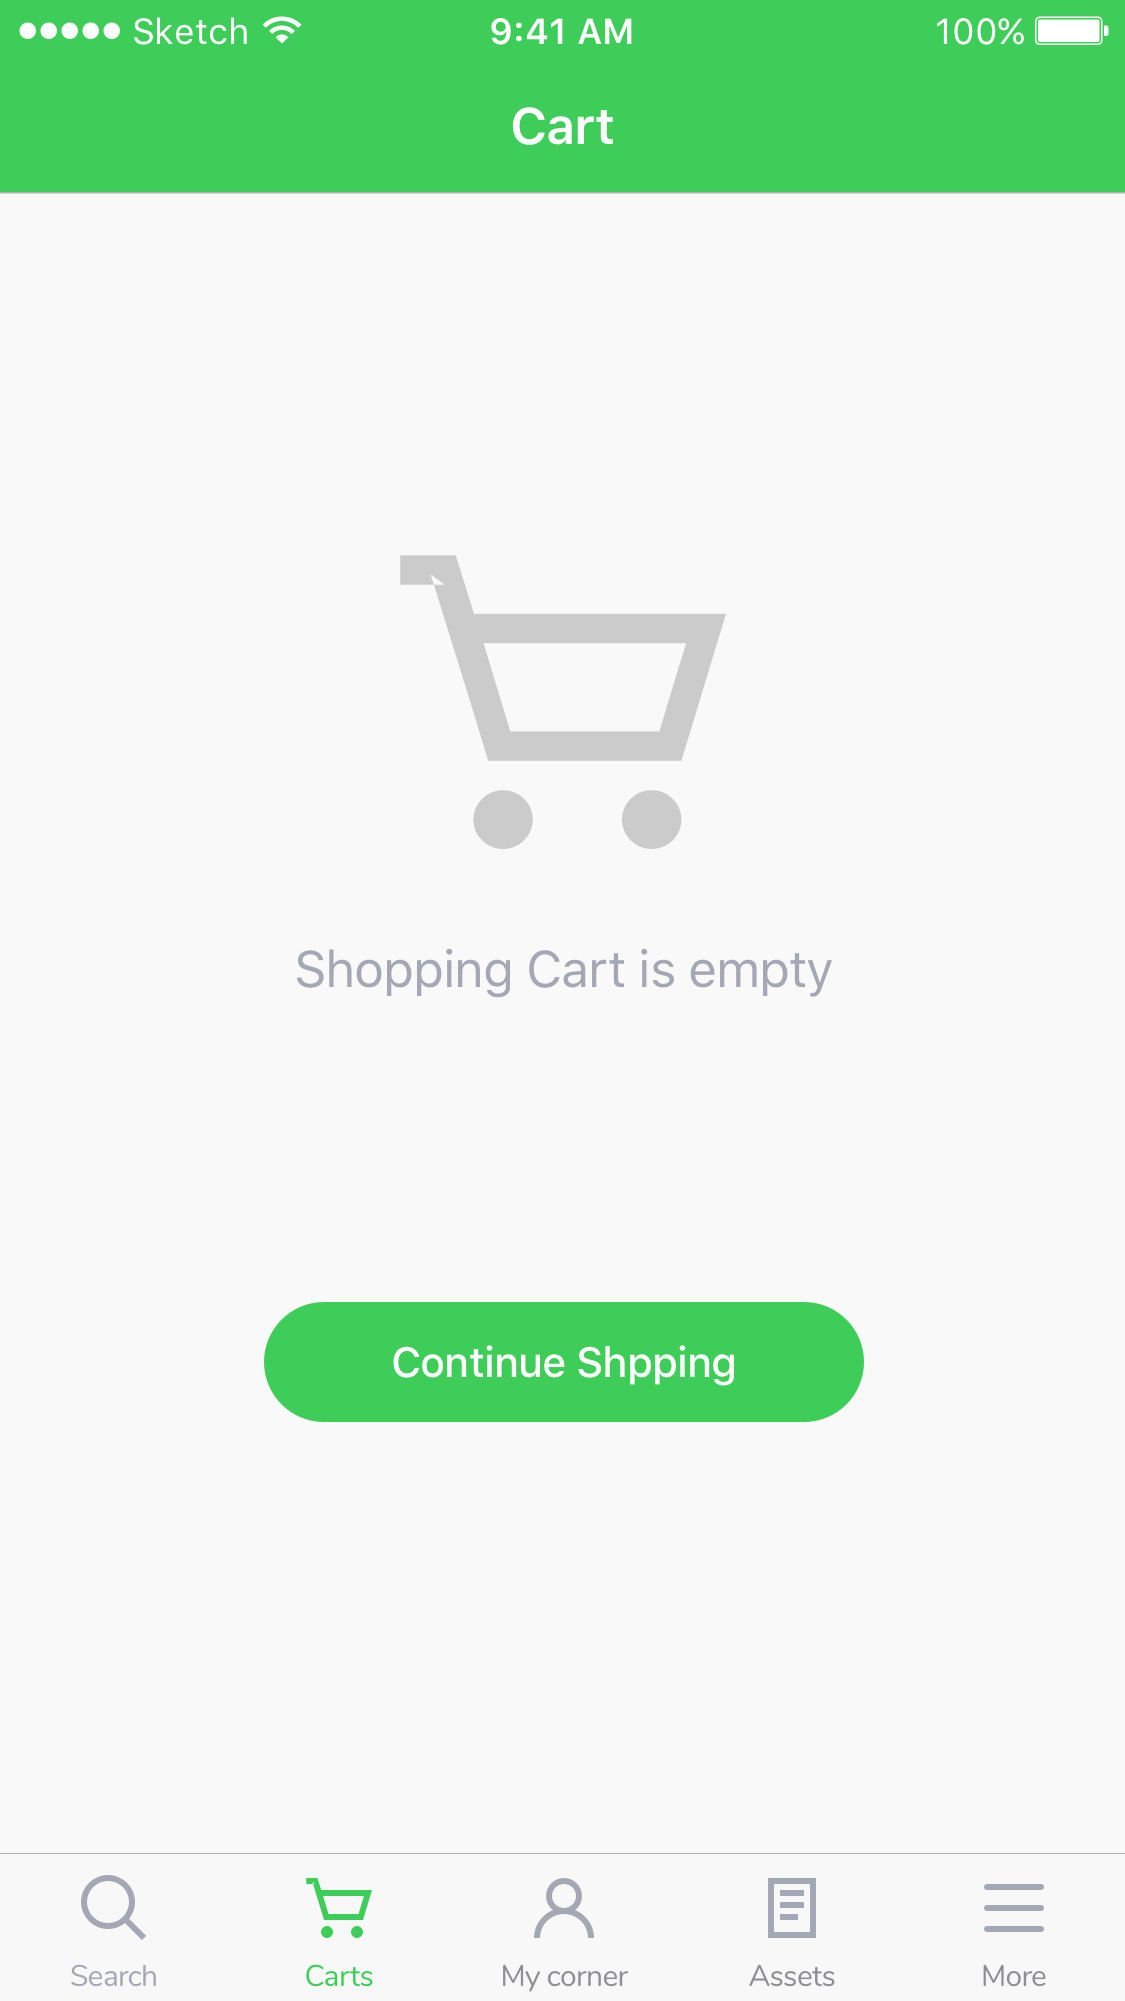 Sketch 9:41 AM 100%
Cart
Shopping Cart is empty
Continue Shpping
Search Carts My corner Assets More